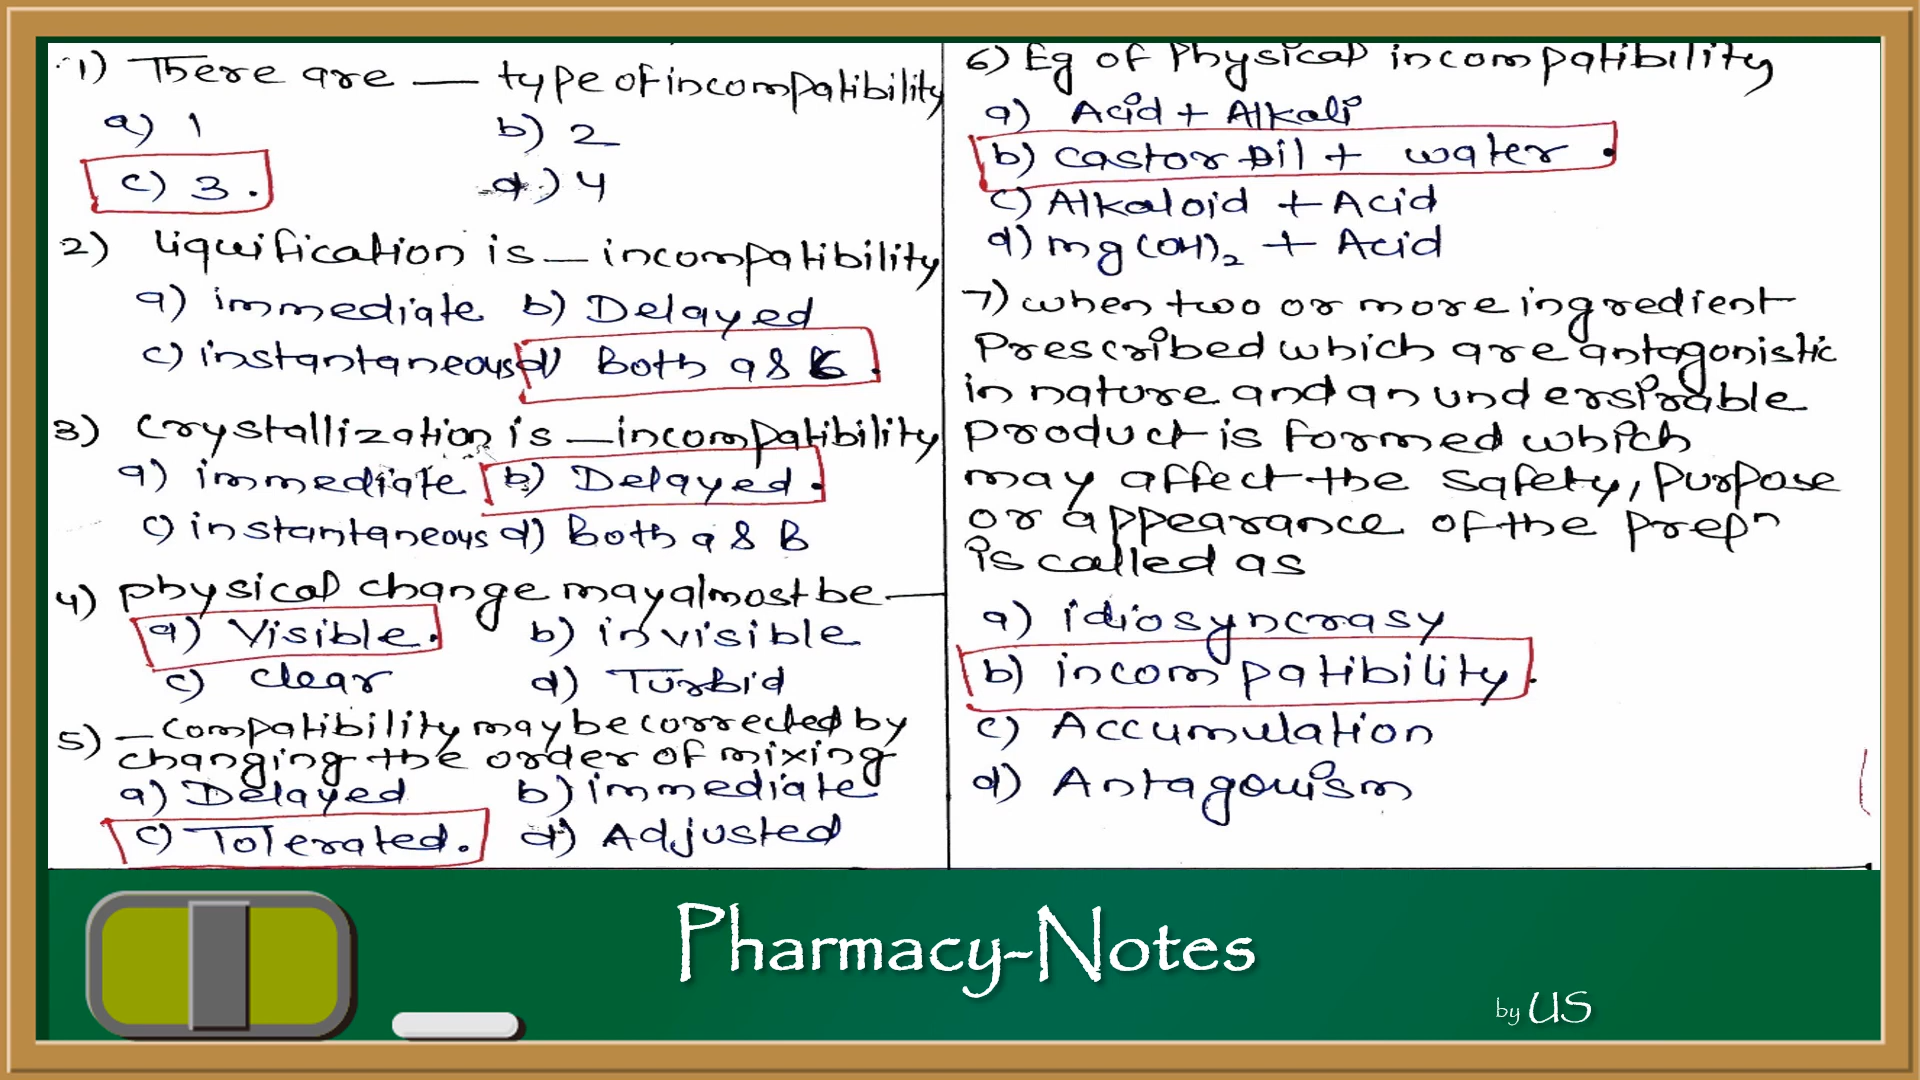 1) There are — type of incompatibility
a) 1 b) 2
c) 3. d) 4
2) liquification is — incompatibility
a) immediate b) Delayed
c) instantaneous d) Both a & b.
3) crystallization is — incompatibility
a) immediate b) Delayed.
c) instantaneous d) Both a & B
4) physical change may almost be —
a) Visible. b) invisible
c) clear d) Turbid
5) — compatibility may be corrected by
changing the order of mixing
a) Delayed b) immediate
c) Tolerated. d) Adjusted
6) Eg of Physical incompatibility
a) Acid + Alkali
b) castor oil + water.
c) Alkaloid + Acid
d) mg(OH)₂ + Acid
7) when two or more ingredient
Prescribed which are antagonistic
in nature and an undersirable
product is formed which
may affect the safety, Purpose
or appearance of the prepⁿ
is called as
a) idiosyncrasy
b) incompatibility.
c) Accumulation
d) Antagonism
Pharmacy-Notes
by US